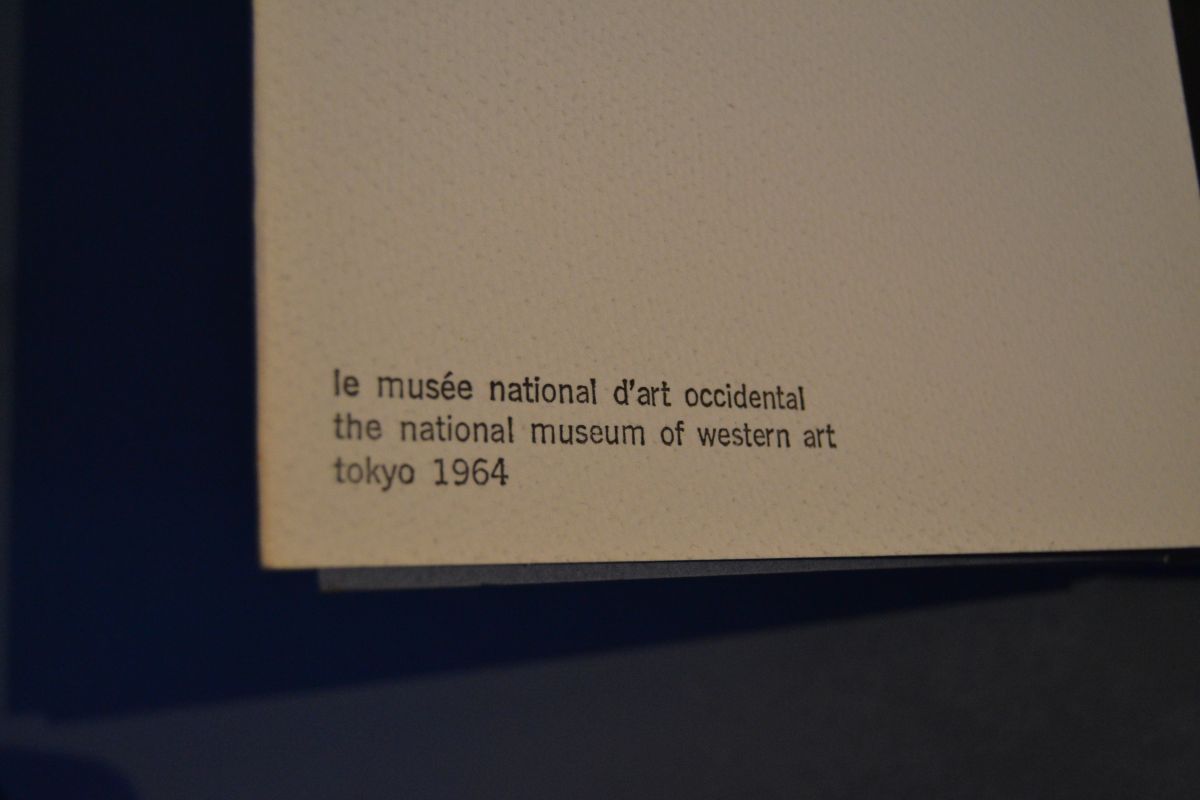 le musée national d'art occidental
the national museum of western art
tokyo 1964